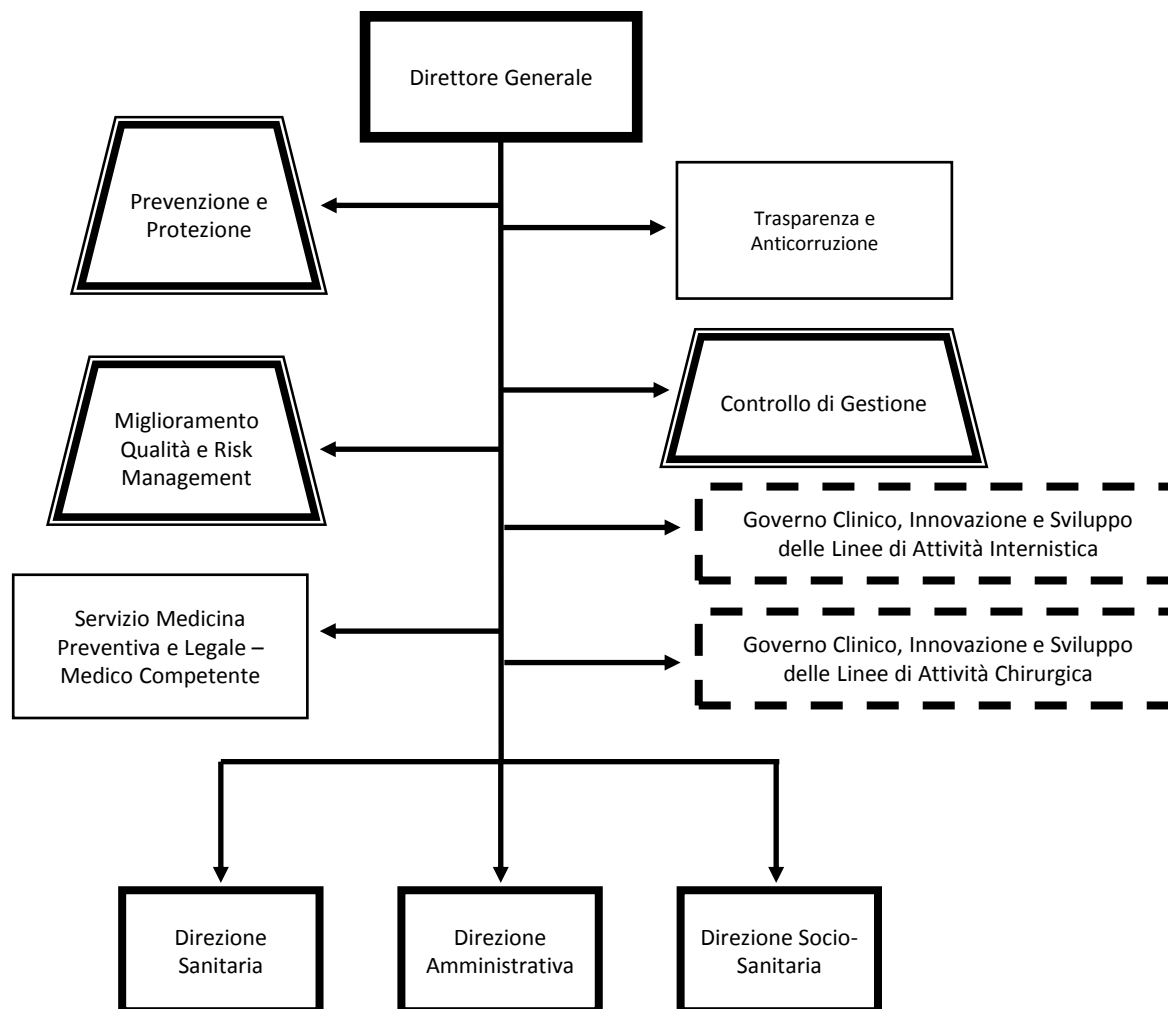 Direttore Generale
Prevenzione e
Protezione
Trasparenza e
Anticorruzione
Miglioramento
Qualità e Risk
Management
Controllo di Gestione
Governo Clinico, Innovazione e Sviluppo
delle Linee di Attività Internistica
Servizio Medicina
Preventiva e Legale –
Medico Competente
Governo Clinico, Innovazione e Sviluppo
delle Linee di Attività Chirurgica
Direzione
Sanitaria
Direzione
Amministrativa
Direzione Socio-
Sanitaria